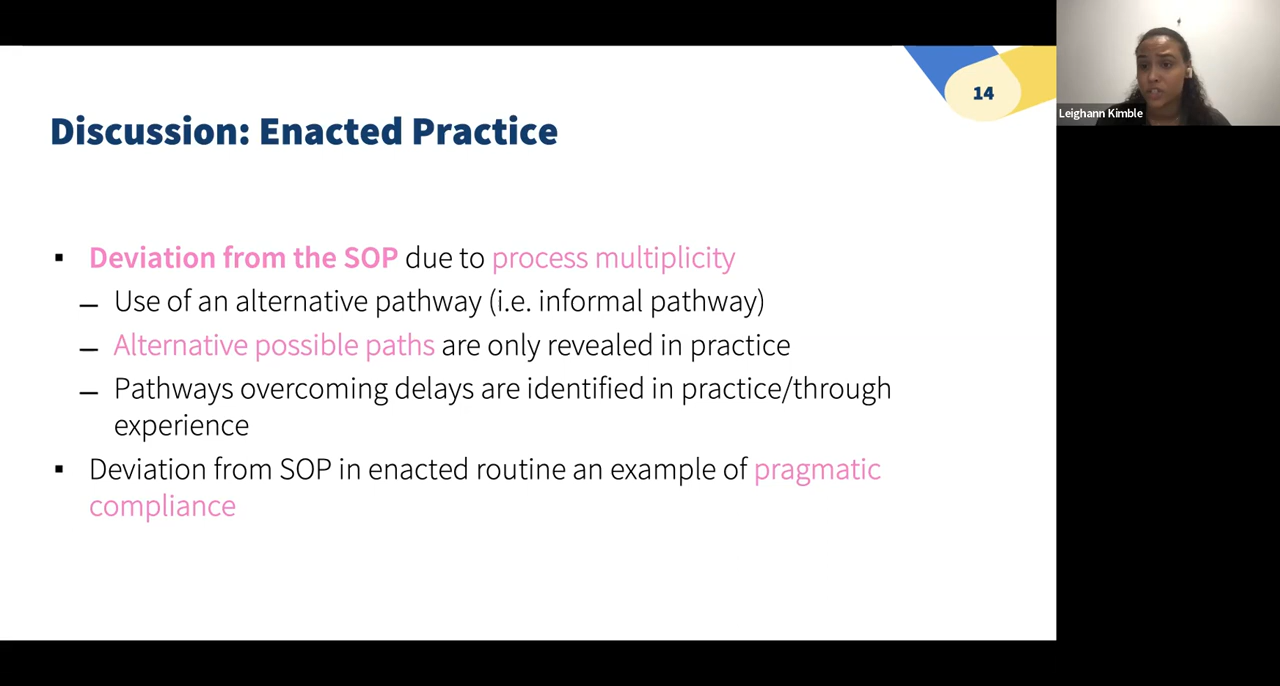 14
Leighann Kimble
Discussion: Enacted Practice
▪ Deviation from the SOP due to process multiplicity
– Use of an alternative pathway (i.e. informal pathway)
– Alternative possible paths are only revealed in practice
– Pathways overcoming delays are identified in practice/through
experience
▪ Deviation from SOP in enacted routine an example of pragmatic
compliance